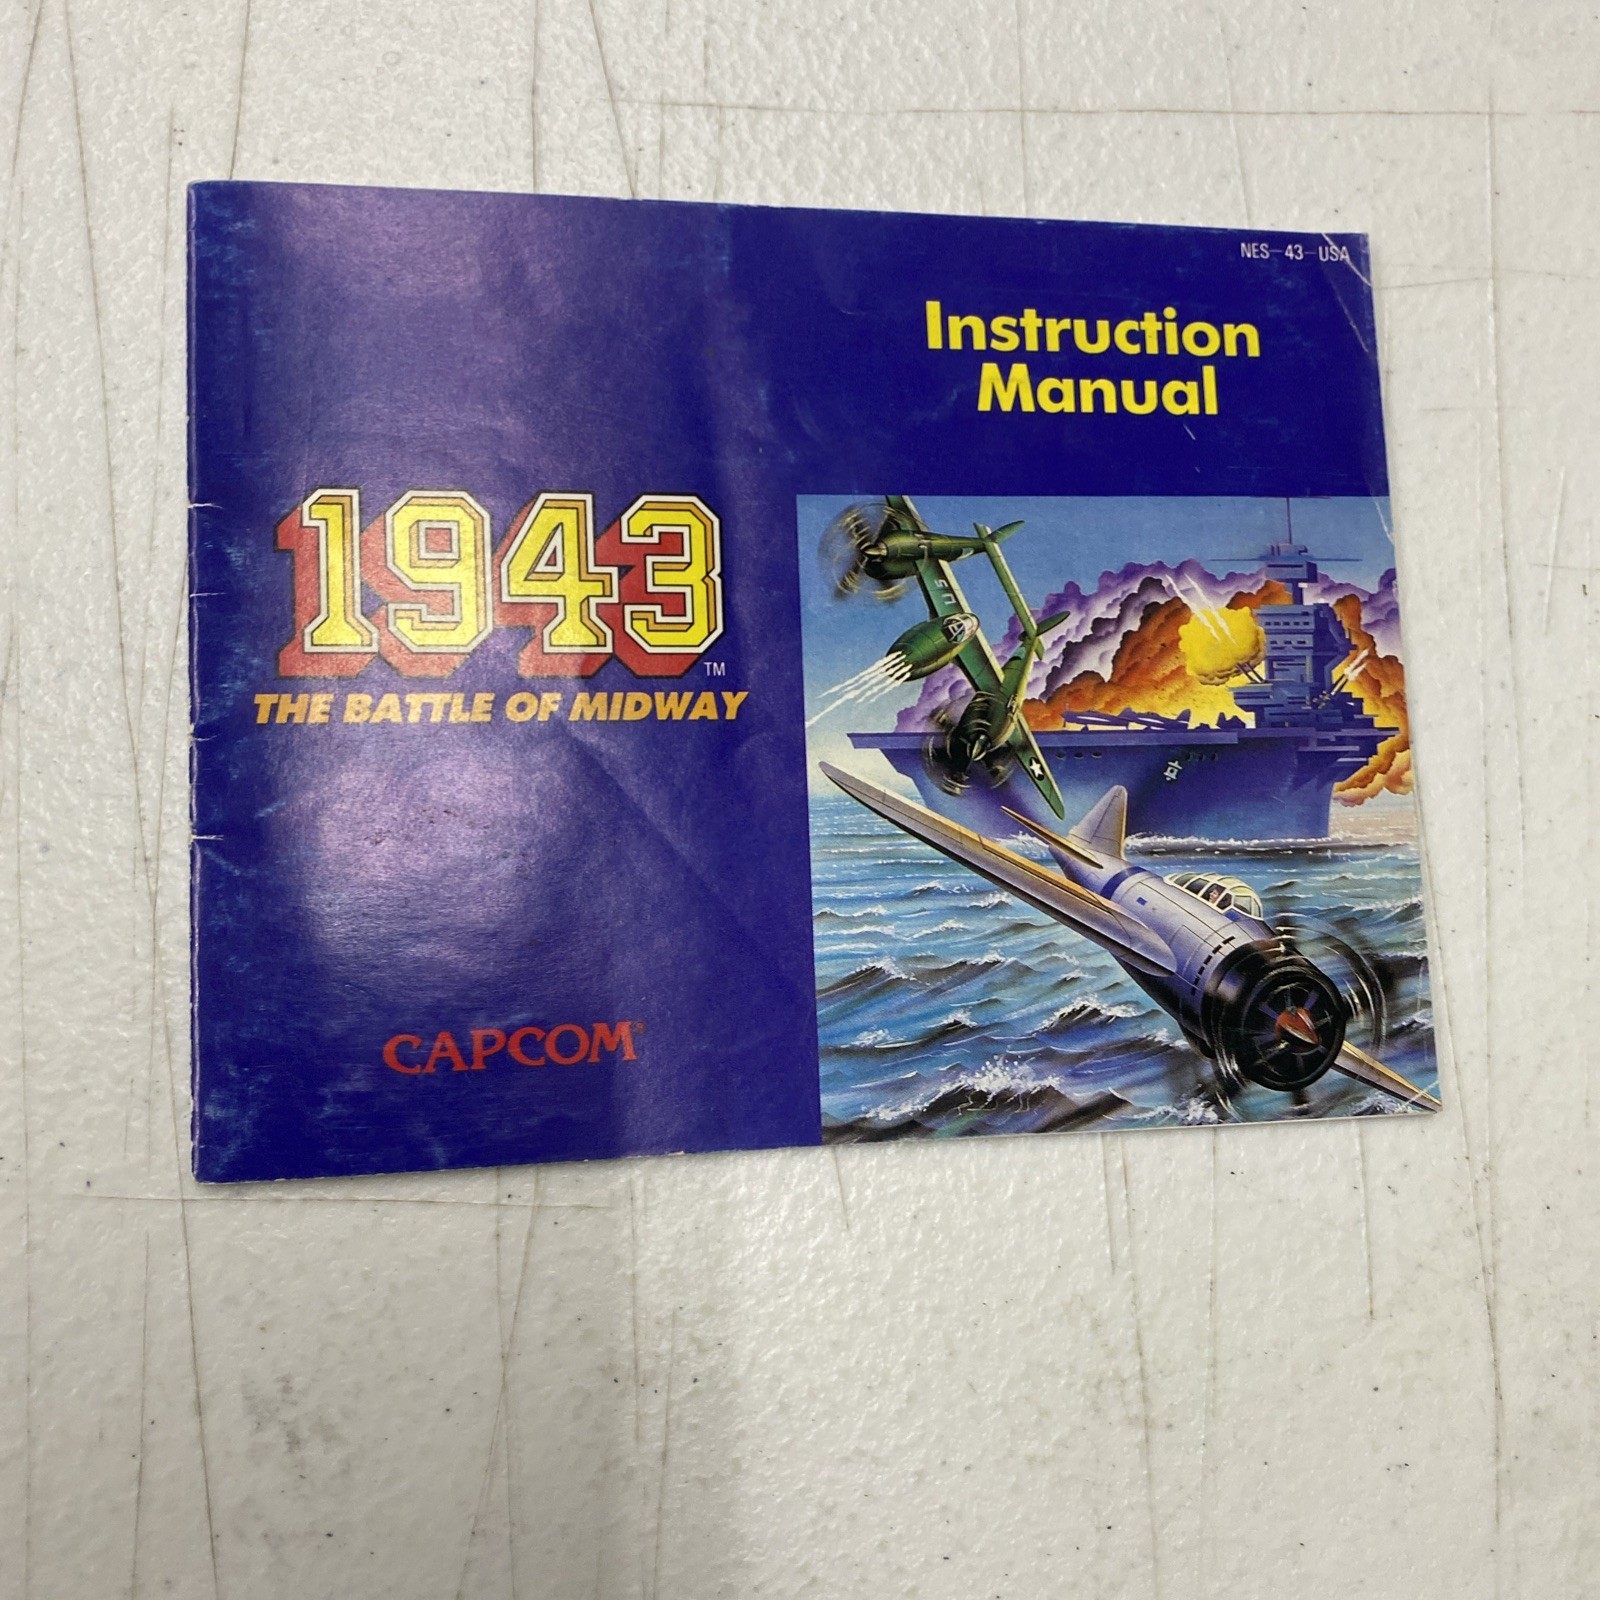 NES-43-USA
Instruction
Manual
1943
TM
THE BATTLE OF MIDWAY
CAPCOM®